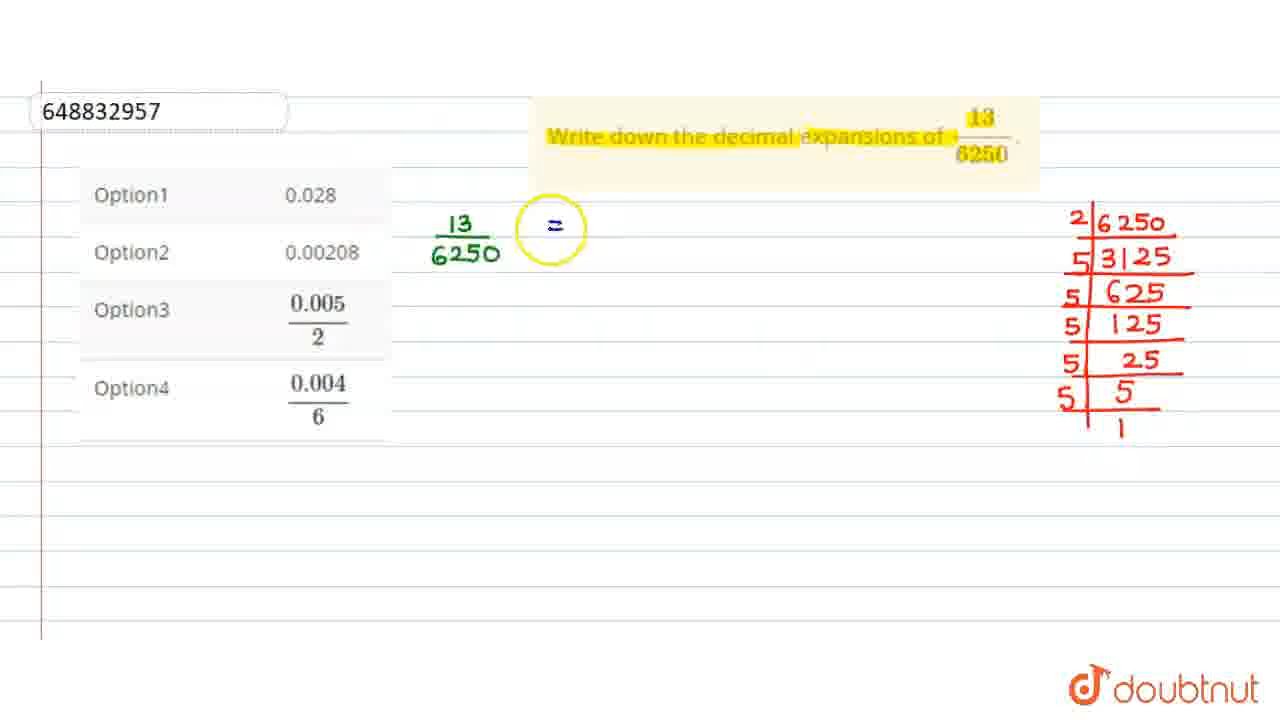 648832957
Write down the decimal expansions of 13/6250.
Option1 0.028
Option2 0.00208
Option3 0.005/2
Option4 0.004/6
13/6250 =
2 | 6250
5 | 3125
5 | 625
5 | 125
5 | 25
5 | 5
1
doubtnut